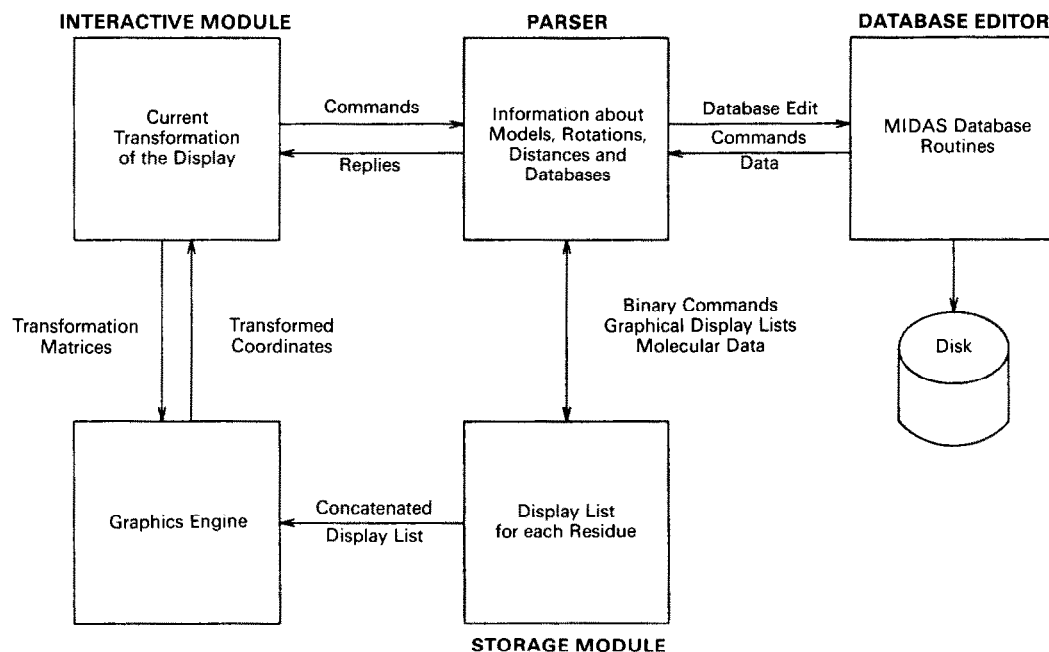 INTERACTIVE MODULE
PARSER
DATABASE EDITOR
Current
Transformation
of the Display
Commands
Replies
Information about
Models, Rotations,
Distances and
Databases
Database Edit
Commands
Data
MIDAS Database
Routines
Transformation
Matrices
Transformed
Coordinates
Binary Commands
Graphical Display Lists
Molecular Data
Disk
Graphics Engine
Concatenated
Display List
Display List
for each Residue
STORAGE MODULE